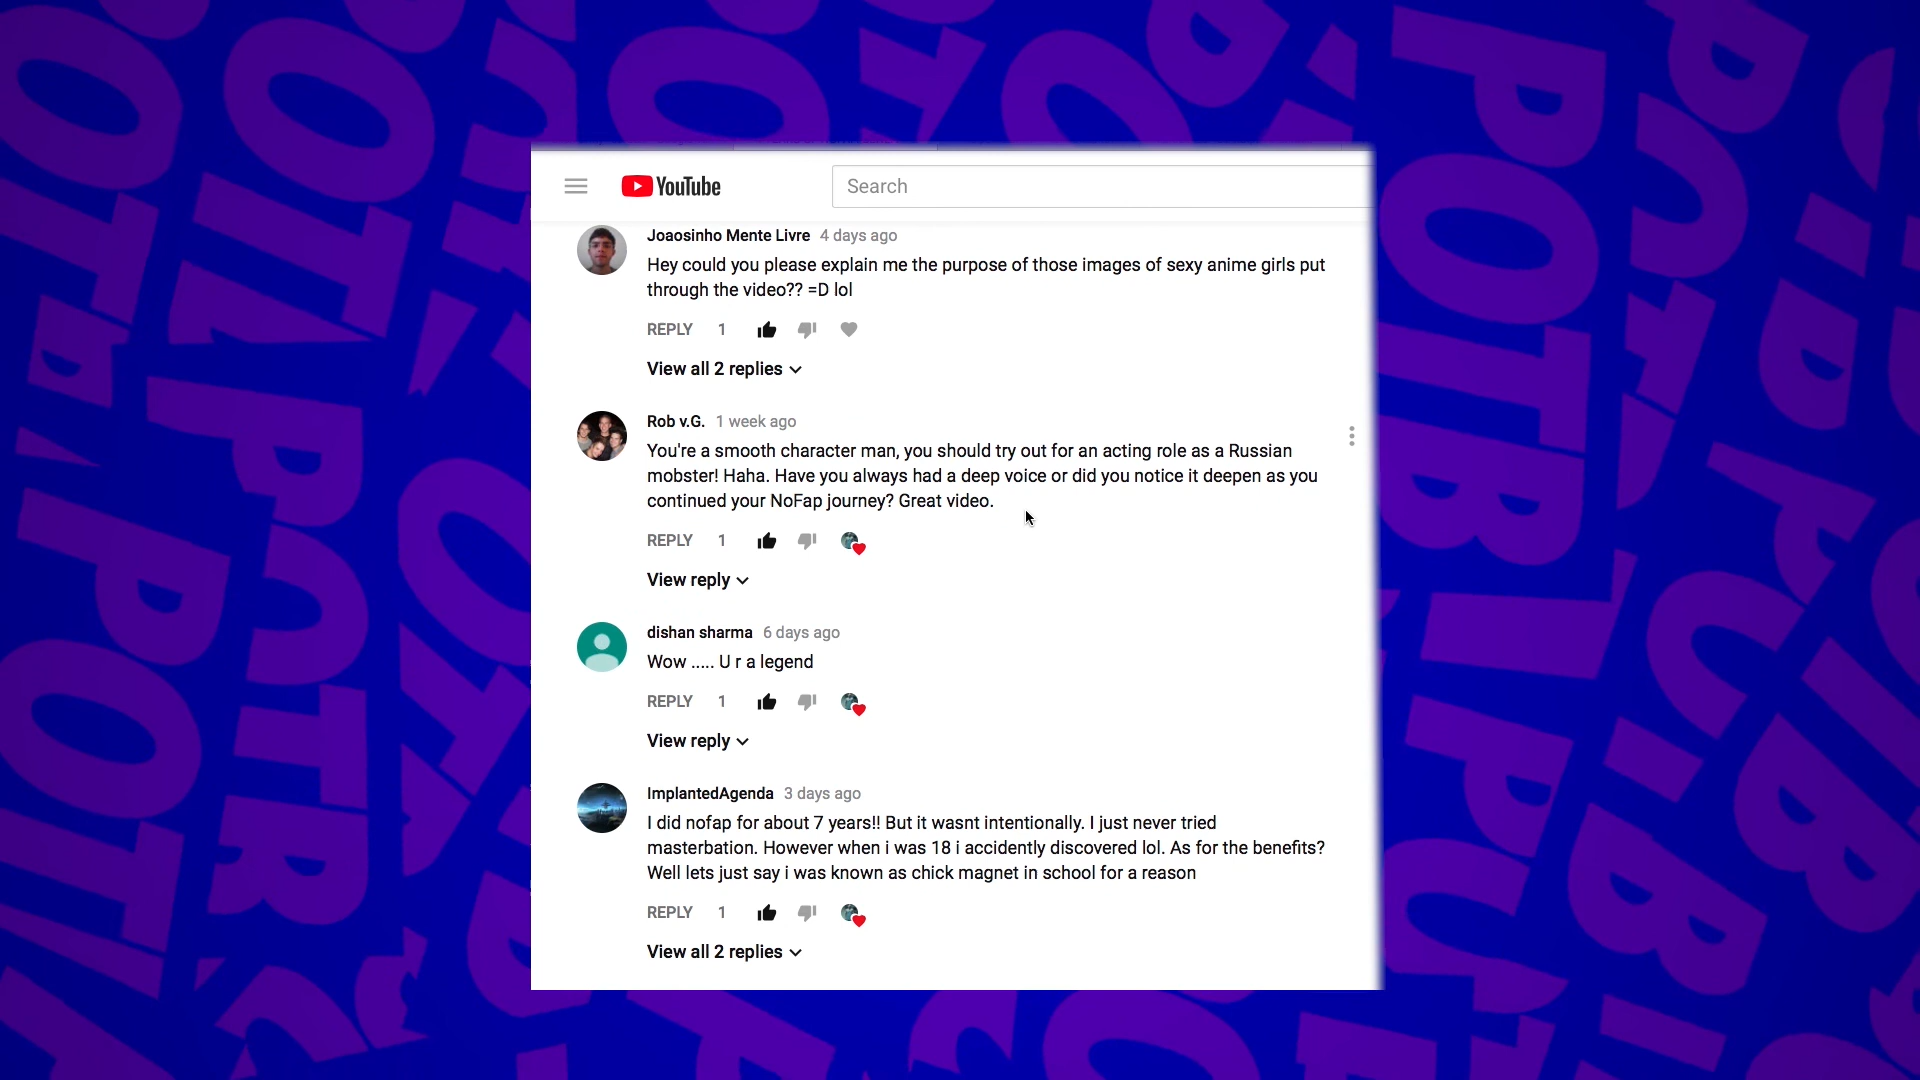 YouTube
Search
Joaosinho Mente Livre 4 days ago
Hey could you please explain me the purpose of those images of sexy anime girls put
through the video?? =D lol
REPLY 1
View all 2 replies
Rob v.G. 1 week ago
You're a smooth character man, you should try out for an acting role as a Russian
mobster! Haha. Have you always had a deep voice or did you notice it deepen as you
continued your NoFap journey? Great video.
REPLY 1
View reply
dishan sharma 6 days ago
Wow ..... U r a legend
REPLY 1
View reply
ImplantedAgenda 3 days ago
I did nofap for about 7 years!! But it wasnt intentionally. I just never tried
masterbation. However when i was 18 i accidently discovered lol. As for the benefits?
Well lets just say i was known as chick magnet in school for a reason
REPLY 1
View all 2 replies